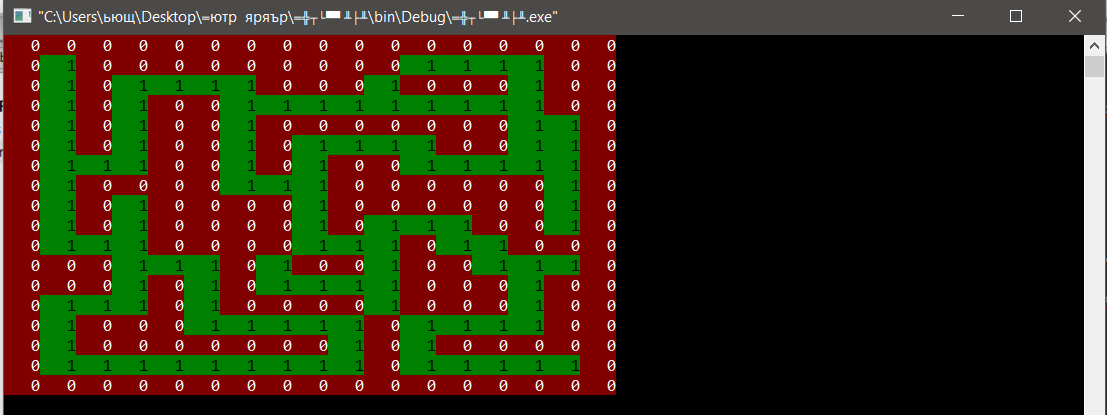 "C:\Users\ьющ\Desktop\=ютр  яряър\=╬┬└▀▀ ╨├╨\bin\Debug\=╬┬└▀▀ ╨├╨.exe"
0 0 0 0 0 0 0 0 0 0 0 0 0 0 0 0 0
0 1 0 0 0 0 0 0 0 0 0 1 1 1 1 0 0
0 1 0 1 1 1 1 0 0 0 1 0 0 0 1 0 0
0 1 0 1 0 0 1 1 1 1 1 1 1 1 1 0 0
0 1 0 1 0 0 1 0 0 0 0 0 0 0 1 1 0
0 1 0 1 0 0 1 0 1 1 1 1 0 0 1 1 0
0 1 1 1 0 0 1 0 1 0 0 1 1 1 1 1 0
0 1 0 0 0 0 1 1 1 0 0 0 0 0 0 1 0
0 1 0 1 0 0 0 0 1 0 0 0 0 0 0 1 0
0 1 0 1 0 0 0 0 1 0 1 1 1 0 0 1 0
0 1 1 1 0 0 0 0 1 1 1 0 1 1 0 0 0
0 0 0 1 1 1 0 1 0 0 1 0 0 1 1 1 0
0 0 0 1 0 1 0 1 1 1 1 0 0 0 1 0 0
0 1 1 1 0 1 0 0 0 0 1 0 0 0 1 0 0
0 1 0 0 0 1 1 1 1 1 0 1 1 1 1 0 0
0 1 0 0 0 0 0 0 0 1 0 1 0 0 0 0 0
0 1 1 1 1 1 1 1 1 1 0 1 1 1 1 1 0
0 0 0 0 0 0 0 0 0 0 0 0 0 0 0 0 0